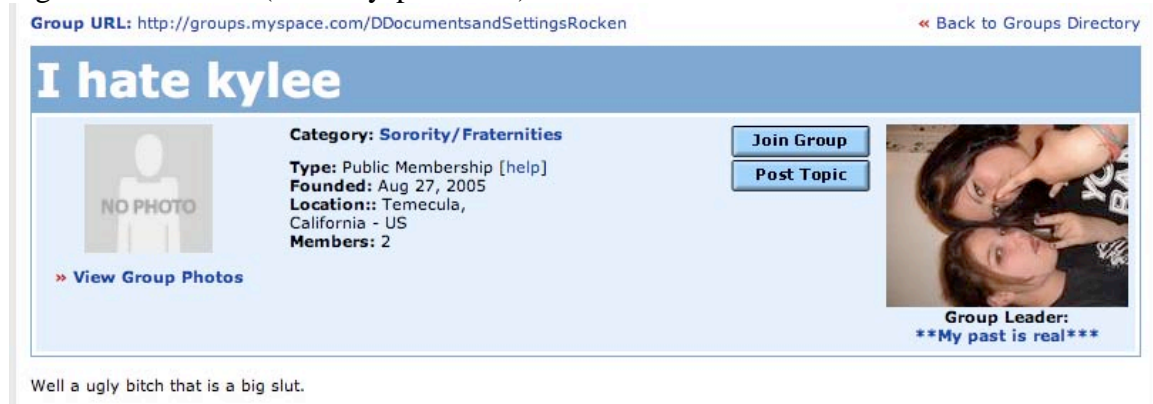 Group URL: http://groups.myspace.com/DDocumentsandSettingsRocken
« Back to Groups Directory
I hate kylee
NO PHOTO
» View Group Photos
Category: Sorority/Fraternities
Type: Public Membership [help]
Founded: Aug 27, 2005
Location:: Temecula,
California - US
Members: 2
Join Group
Post Topic
Group Leader:
**My past is real***
Well a ugly bitch that is a big slut.